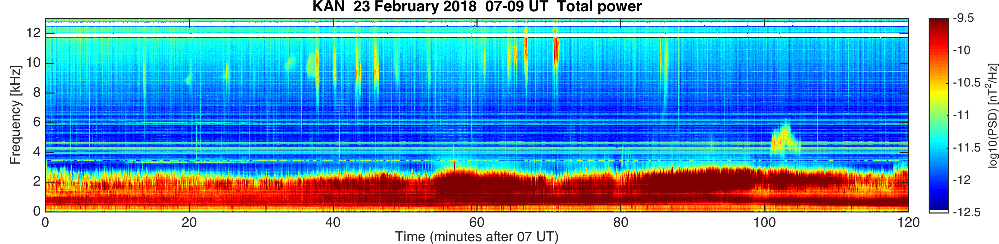 KAN  23 February 2018  07-09 UT  Total power
Frequency [kHz]
12
10
8
6
4
2
0
0 20 40 60 80 100 120
Time (minutes after 07 UT)
-9.5
-10
-10.5
-11
-11.5
-12
-12.5
log10(PSD) [nT²/Hz]